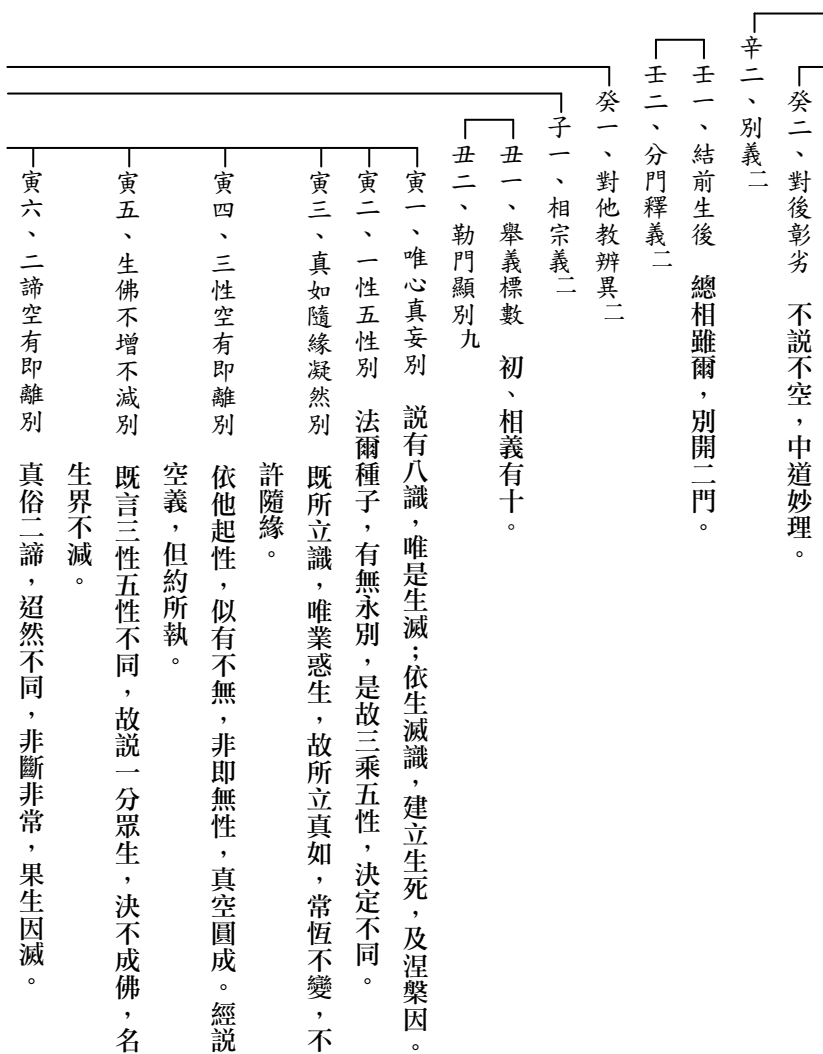 癸二、對後彰劣　不説不空，中道妙理。
辛二、別義二
壬一、結前生後　總相雖爾，別開二門。
壬二、分門釋義二
癸一、對他教辨異二
子一、相宗義二
丑一、舉義標數　初、相義有十。
丑二、勒門顯別九
寅一、唯心真妄別　説有八識，唯是生滅；依生滅識，建立生死，及涅槃因。
寅二、一性五性別　法爾種子，有無永別，是故三乘五性，決定不同。
寅三、真如隨緣凝然別　既所立識，唯業惑生，故所立真如，常恆不變，不
許隨緣。
寅四、三性空有即離別　依他起性，似有不無，非即無性，真空圓成。經説
空義，但約所執。
寅五、生佛不增不減別　既言三性五性不同，故説一分眾生，決不成佛，名
生界不減。
寅六、二諦空有即離別　真俗二諦，迢然不同，非斷非常，果生因滅。